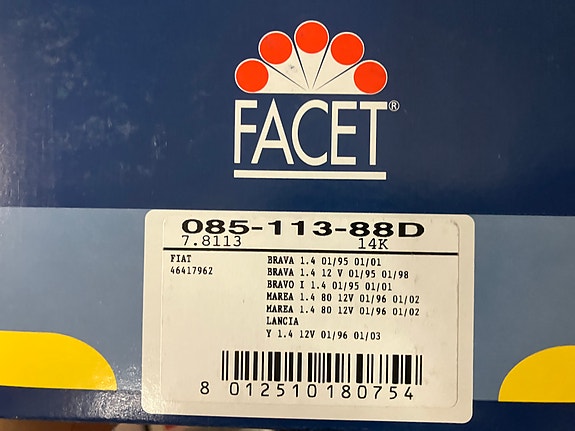 FACET®
085-113-88D
7.8113 14K
FIAT BRAVA 1.4 01/95 01/01
46417962 BRAVA 1.4 12 V 01/95 01/98
BRAVO I 1.4 01/95 01/01
MAREA 1.4 80 12V 01/96 01/02
MAREA 1.4 80 12V 01/96 01/02
LANCIA
Y 1.4 12V 01/96 01/03
8 012510 180754